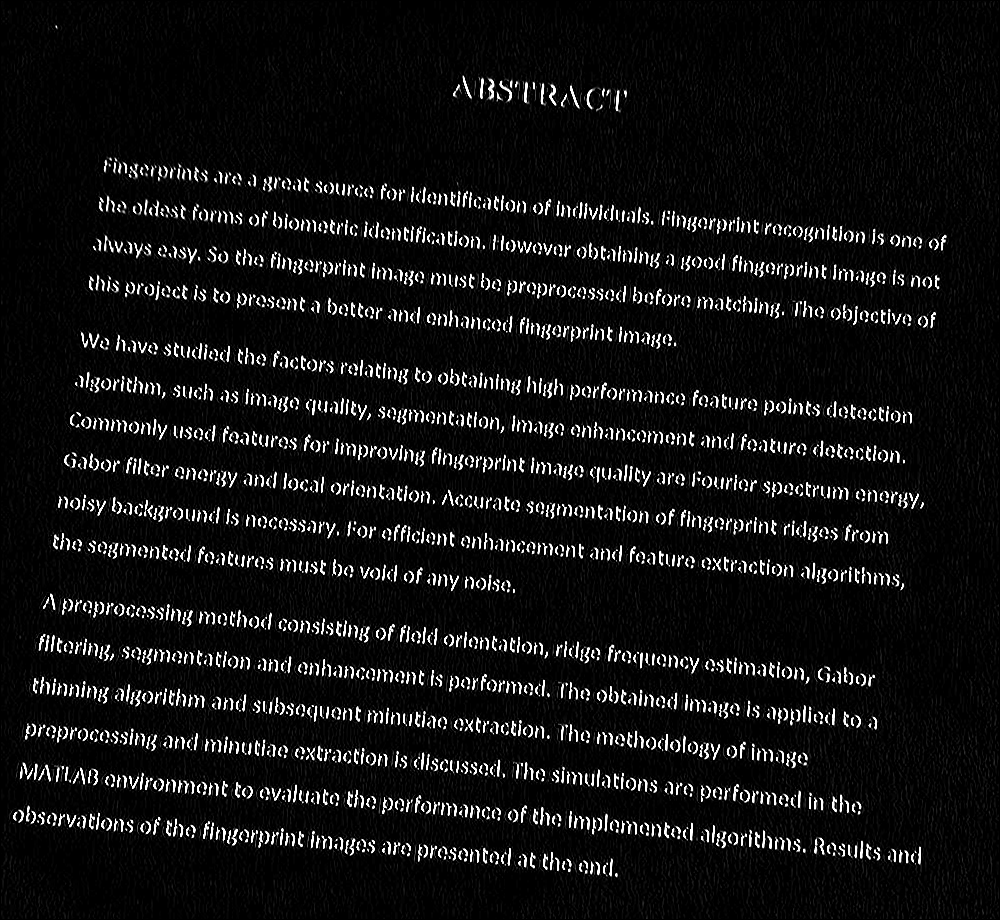 ABSTRACT
Fingerprints are a great source for identification of individuals. Fingerprint recognition is one of
the oldest forms of biometric identification. However obtaining a good fingerprint image is not
always easy. So the fingerprint image must be preprocessed before matching. The objective of
this project is to present a better and enhanced fingerprint image.
We have studied the factors relating to obtaining high performance feature points detection
algorithm, such as image quality, segmentation, image enhancement and feature detection.
Commonly used features for improving fingerprint image quality are Fourier spectrum energy,
Gabor filter energy and local orientation. Accurate segmentation of fingerprint ridges from
noisy background is necessary. For efficient enhancement and feature extraction algorithms,
the segmented features must be void of any noise.
A preprocessing method consisting of field orientation, ridge frequency estimation, Gabor
filtering, segmentation and enhancement is performed. The obtained image is applied to a
thinning algorithm and subsequent minutiae extraction. The methodology of image
preprocessing and minutiae extraction is discussed. The simulations are performed in the
MATLAB environment to evaluate the performance of the implemented algorithms. Results and
observations of the fingerprint images are presented at the end.